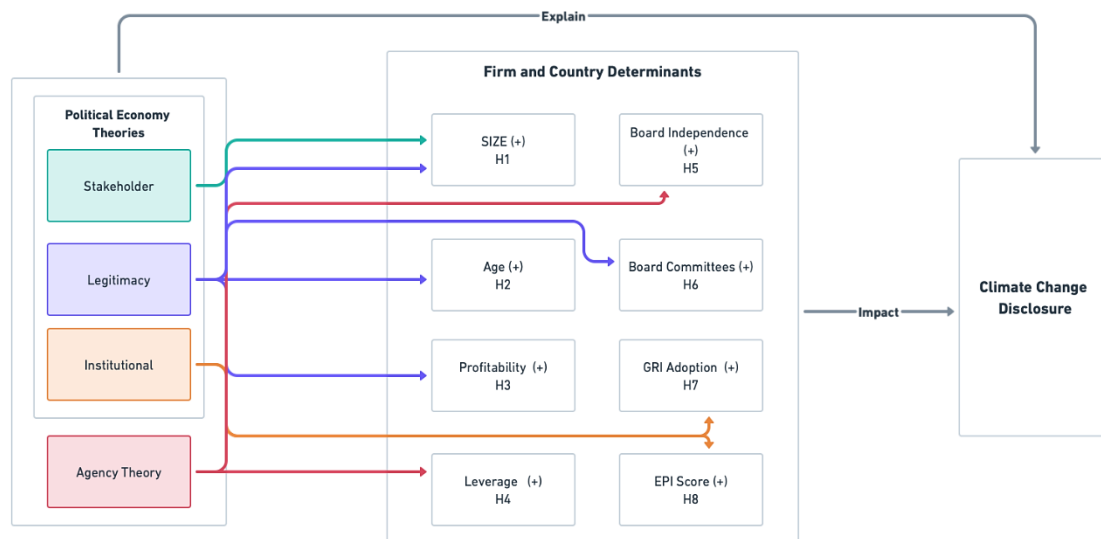 Explain
Political Economy
Theories
Stakeholder
Legitimacy
Institutional
Agency Theory
Firm and Country Determinants
SIZE (+)
H1
Board Independence
(+)
H5
Age (+)
H2
Board Committees (+)
H6
Profitability (+)
H3
GRI Adoption (+)
H7
Leverage (+)
H4
EPI Score (+)
H8
Impact
Climate Change
Disclosure